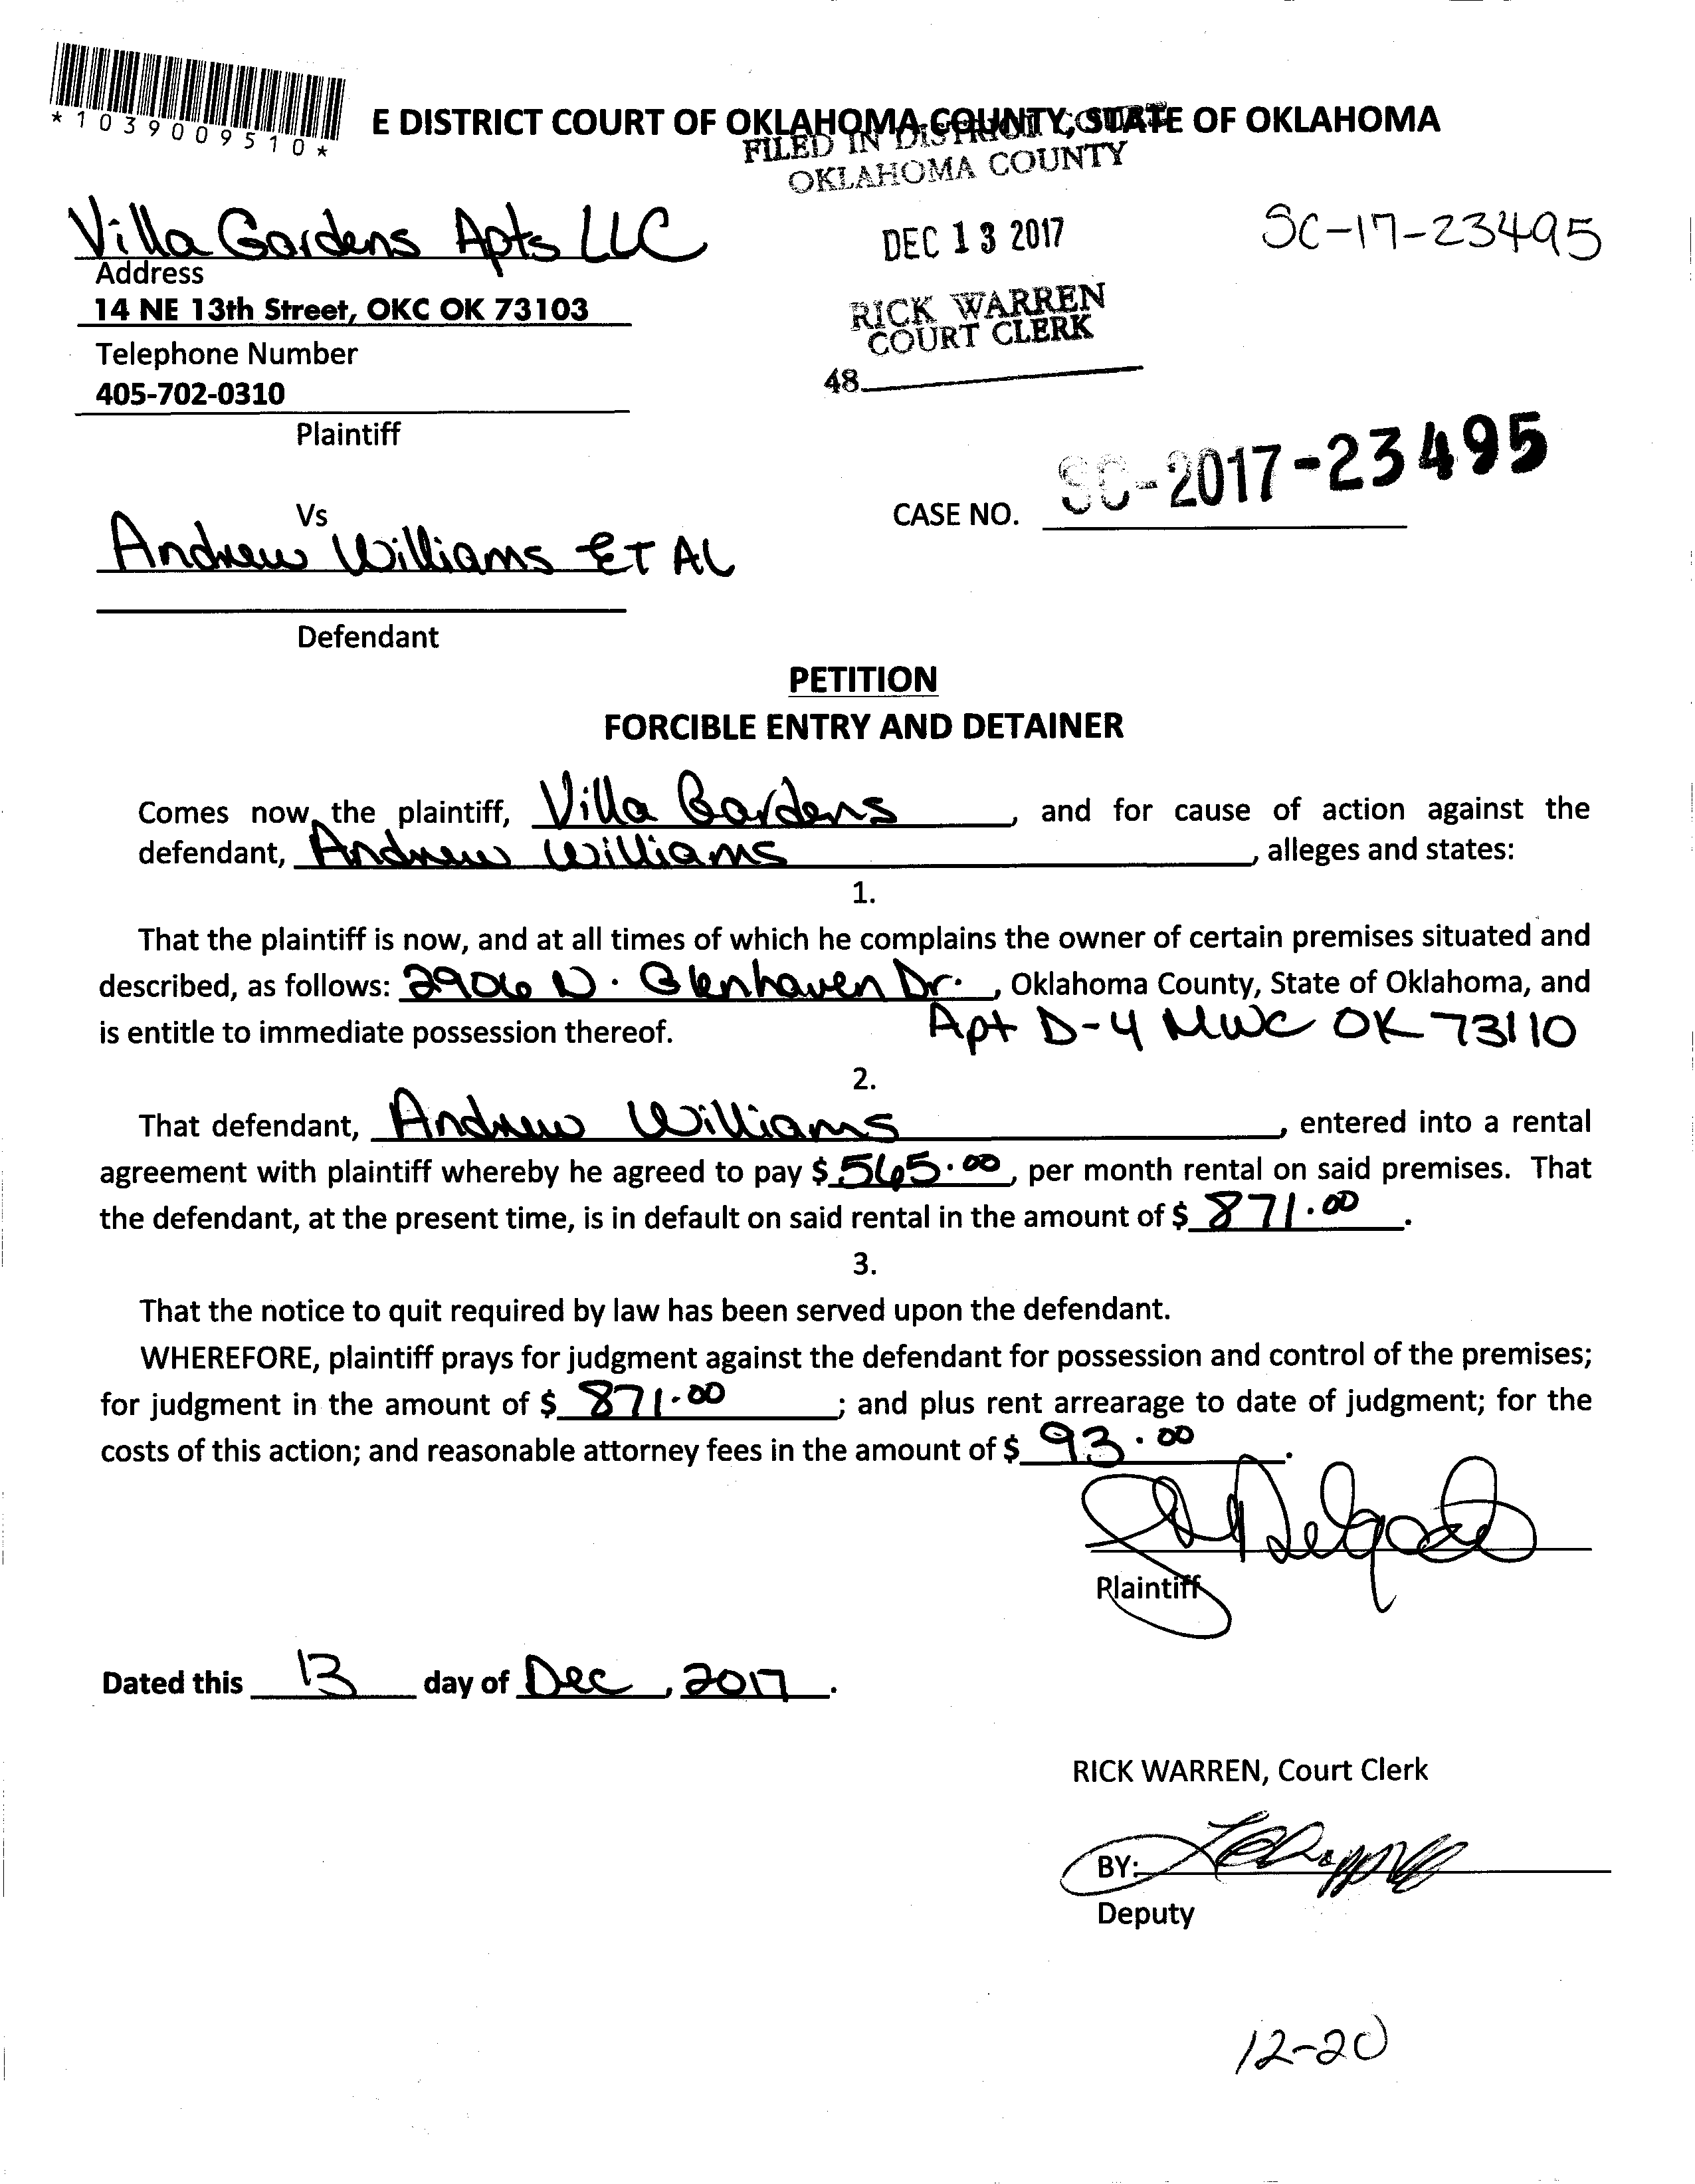 *1039009510*
E DISTRICT COURT OF OKLAHOMA COUNTY, STATE OF OKLAHOMA
FILED IN DISTRICT COURT
OKLAHOMA COUNTY
Villa Gardens Apts LLC
DEC 13 2017
SC-17-23495
Address
14 NE 13th Street, OKC OK 73103
RICK WARREN
COURT CLERK
Telephone Number
48
405-702-0310
Plaintiff
CASE NO. SC-2017-23495
Vs
Andrew Williams ET AL
Defendant
PETITION
FORCIBLE ENTRY AND DETAINER
Comes now, the plaintiff, Villa Gardens, and for cause of action against the
defendant, Andrew Williams, alleges and states:
1.
That the plaintiff is now, and at all times of which he complains the owner of certain premises situated and
described, as follows: 2906 N. Glenhaven Dr., Oklahoma County, State of Oklahoma, and
is entitle to immediate possession thereof. Apt D-4 MWC OK 73110
2.
That defendant, Andrew Williams, entered into a rental
agreement with plaintiff whereby he agreed to pay $ 565.00, per month rental on said premises. That
the defendant, at the present time, is in default on said rental in the amount of $ 871.00.
3.
That the notice to quit required by law has been served upon the defendant.
WHEREFORE, plaintiff prays for judgment against the defendant for possession and control of the premises;
for judgment in the amount of $ 871.00; and plus rent arrearage to date of judgment; for the
costs of this action; and reasonable attorney fees in the amount of $ 93.00.
Delgado
Plaintiff
Dated this 13 day of Dec, 2017.
RICK WARREN, Court Clerk
BY:
Deputy
12-20